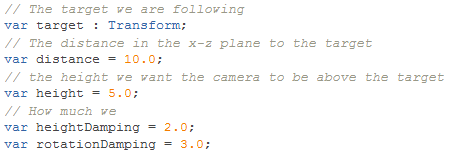 // The target we are following
var target : Transform;
// The distance in the x-z plane to the target
var distance = 10.0;
// the height we want the camera to be above the target
var height = 5.0;
// How much we
var heightDamping = 2.0;
var rotationDamping = 3.0;